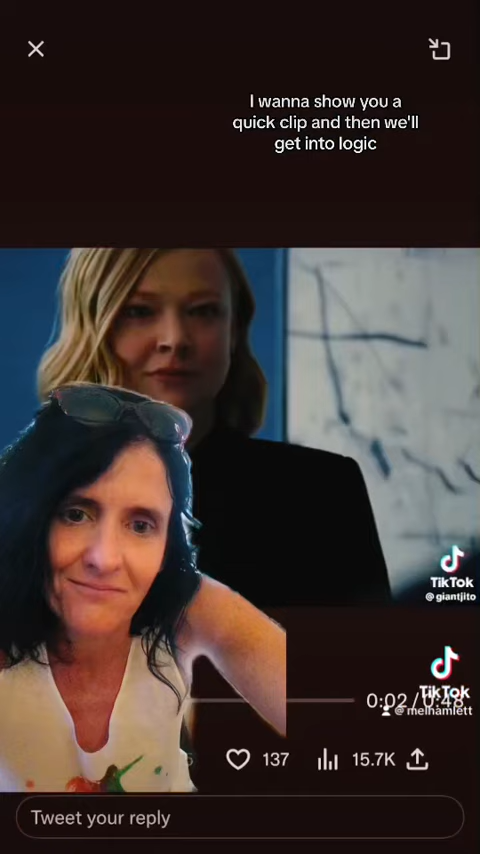 I wanna show you a
quick clip and then we'll
get into logic
TikTok
@giantjito
TikTok
@melhamlett
0:02 / 0:48
137
15.7K
Tweet your reply